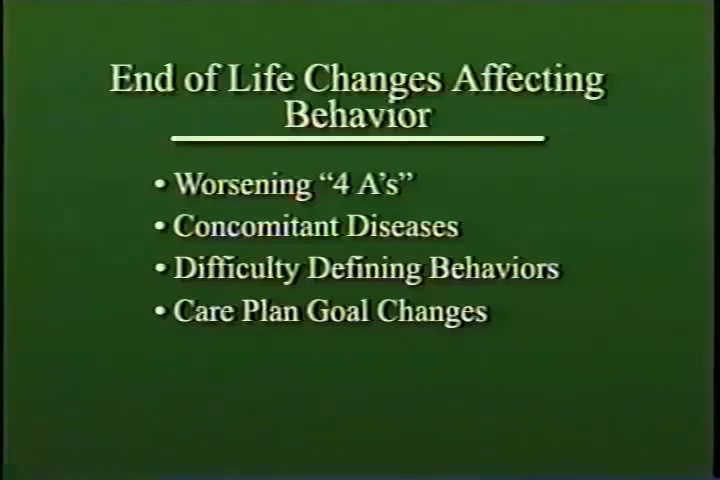 End of Life Changes Affecting
Behavior
• Worsening “4 A’s”
• Concomitant Diseases
• Difficulty Defining Behaviors
• Care Plan Goal Changes